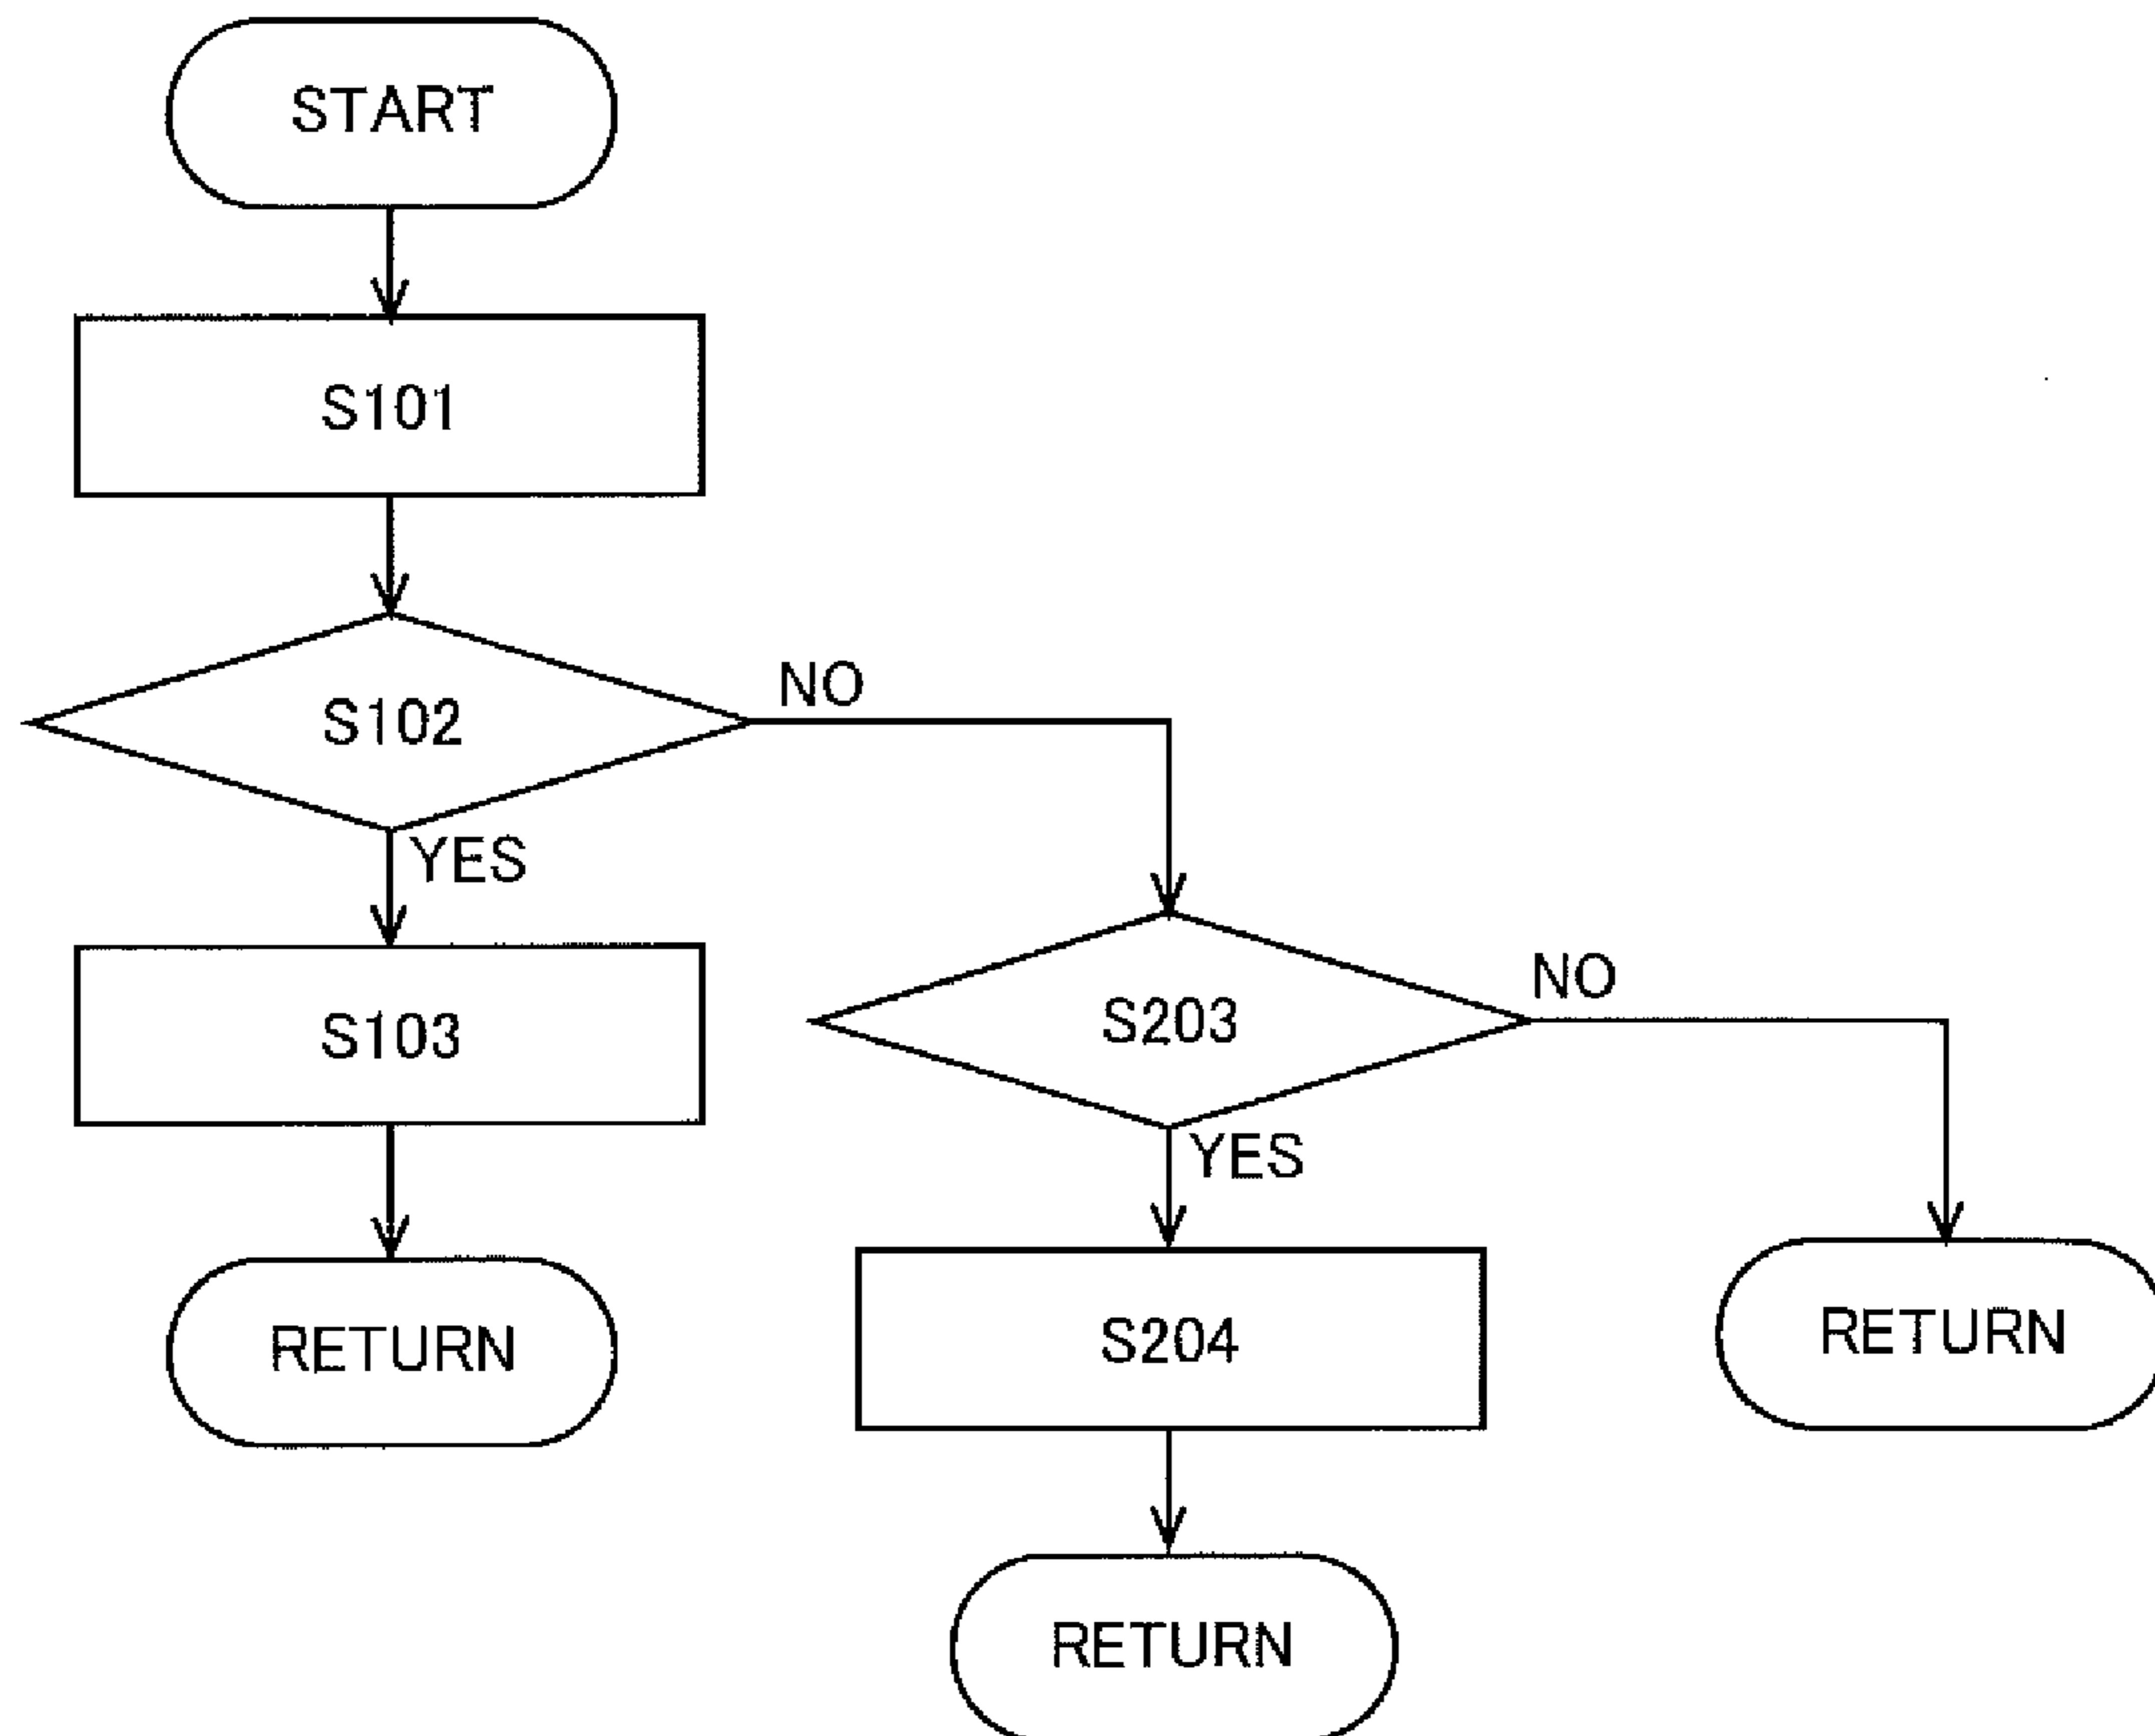 START
S101
S102
NO
YES
S103
S203
NO
YES
RETURN
S204
RETURN
RETURN